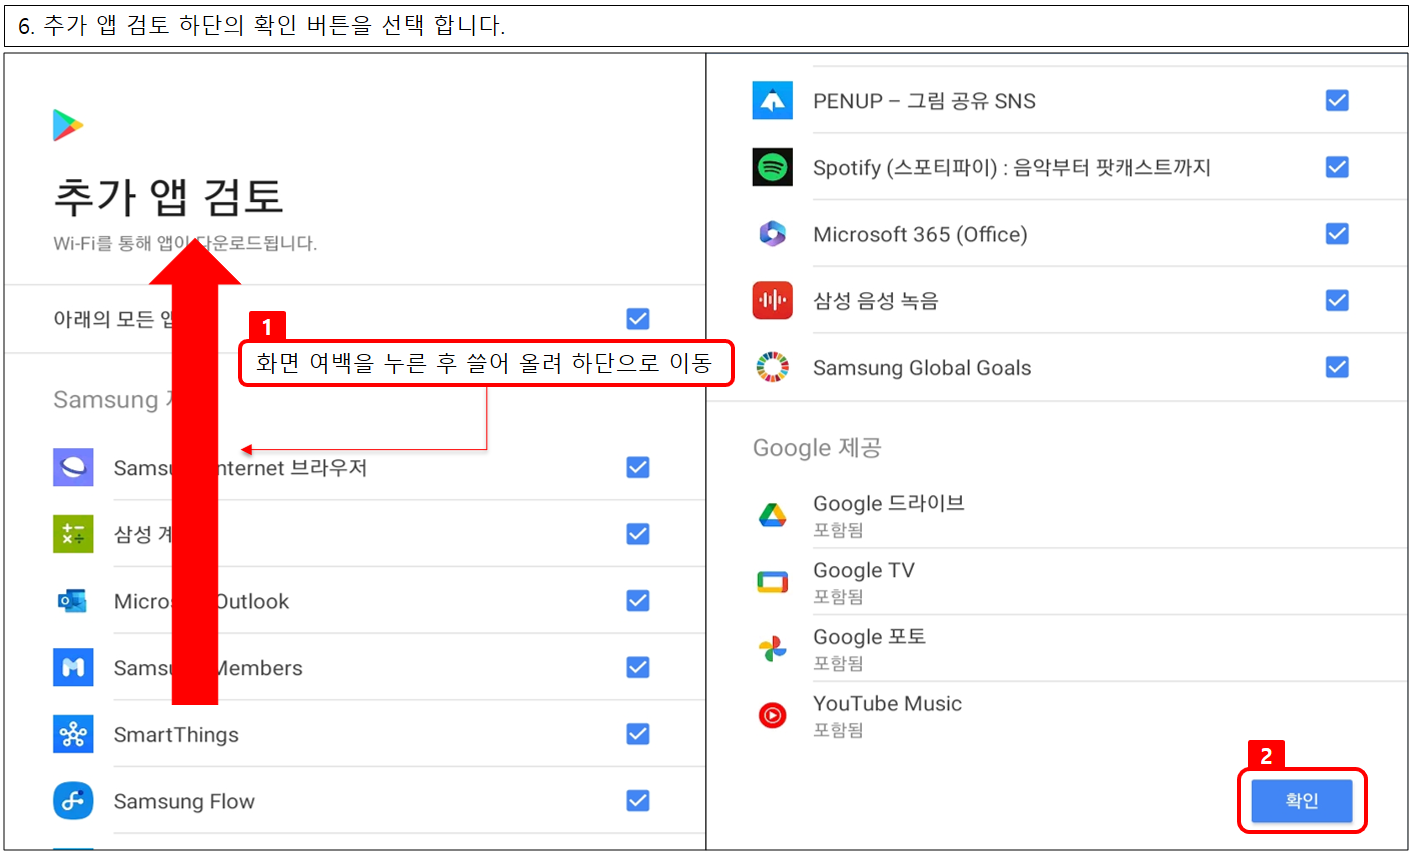 6. 추가 앱 검토 하단의 확인 버튼을 선택 합니다.
추가 앱 검토
Wi-Fi를 통해 앱이 다운로드됩니다.
아래의 모든
1
화면 여백을 누른 후 쓸어 올려 하단으로 이동
Samsung
Samsung Internet 브라우저
삼성
Microsoft Outlook
Samsung Members
SmartThings
Samsung Flow
PENUP – 그림 공유 SNS
Spotify (스포티파이) : 음악부터 팟캐스트까지
Microsoft 365 (Office)
삼성 음성 녹음
Samsung Global Goals
Google 제공
Google 드라이브
포함됨
Google TV
포함됨
Google 포토
포함됨
YouTube Music
포함됨
2
확인